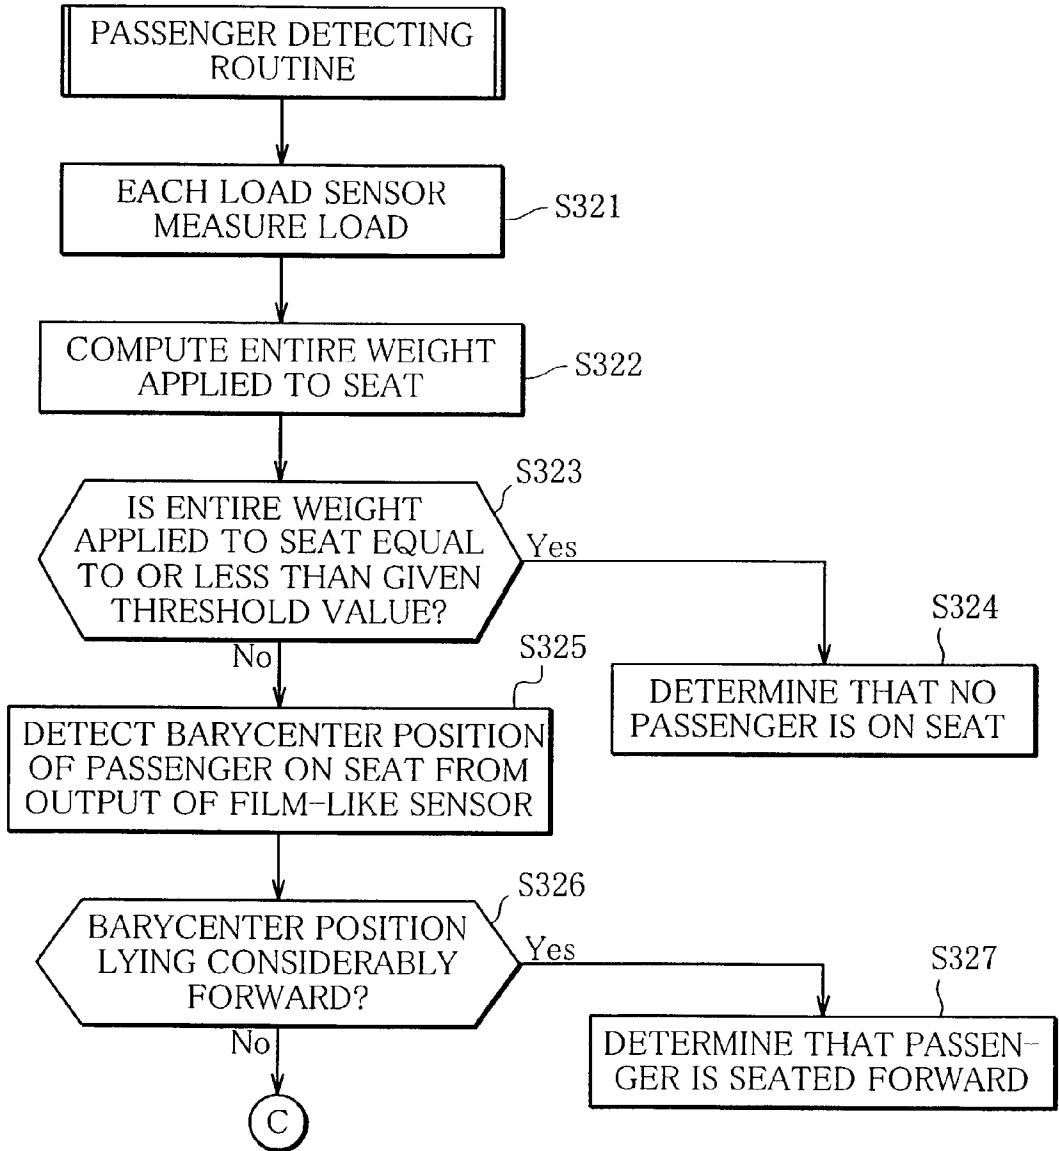 PASSENGER DETECTING
ROUTINE
EACH LOAD SENSOR
MEASURE LOAD
S321
COMPUTE ENTIRE WEIGHT
APPLIED TO SEAT
S322
S323
IS ENTIRE WEIGHT
APPLIED TO SEAT EQUAL
TO OR LESS THAN GIVEN
THRESHOLD VALUE?
Yes
No
S324
DETERMINE THAT NO
PASSENGER IS ON SEAT
S325
DETECT BARYCENTER POSITION
OF PASSENGER ON SEAT FROM
OUTPUT OF FILM-LIKE SENSOR
S326
BARYCENTER POSITION
LYING CONSIDERABLY
FORWARD?
Yes
No
S327
DETERMINE THAT PASSEN-
GER IS SEATED FORWARD
C